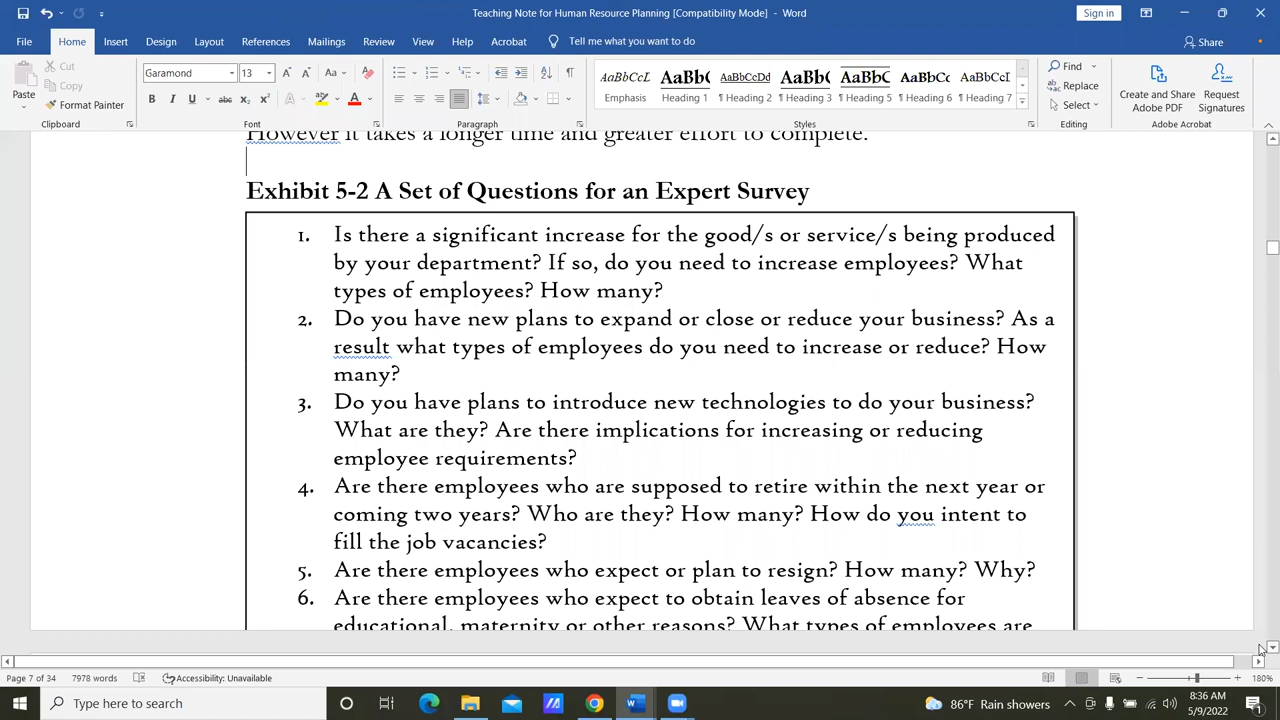 Teaching Note for Human Resource Planning [Compatibility Mode] - Word
Sign in
File Home Insert Design Layout References Mailings Review View Help Acrobat Tell me what you want to do Share
Paste
Cut
Copy
Format Painter
Clipboard
Garamond 13
Font
Paragraph
AaBbCcL AaBb( AaBbCcDd AaBb( AaBbC AaBbCc AaBbCcD
Emphasis Heading 1 ¶ Heading 2 Heading 3 ¶ Heading 5 ¶ Heading 6 ¶ Heading 7
Styles
Find
Replace
Select
Editing
Create and Share
Adobe PDF
Request
Signatures
Adobe Acrobat
However it takes a longer time and greater effort to complete.
Exhibit 5-2 A Set of Questions for an Expert Survey
1. Is there a significant increase for the good/s or service/s being produced
by your department? If so, do you need to increase employees? What
types of employees? How many?
2. Do you have new plans to expand or close or reduce your business? As a
result what types of employees do you need to increase or reduce? How
many?
3. Do you have plans to introduce new technologies to do your business?
What are they? Are there implications for increasing or reducing
employee requirements?
4. Are there employees who are supposed to retire within the next year or
coming two years? Who are they? How many? How do you intent to
fill the job vacancies?
5. Are there employees who expect or plan to resign? How many? Why?
6. Are there employees who expect to obtain leaves of absence for
educational, maternity or other reasons? What types of employees are
Page 7 of 34 7978 words Accessibility: Unavailable 180%
Type here to search
86°F Rain showers
8:36 AM
5/9/2022